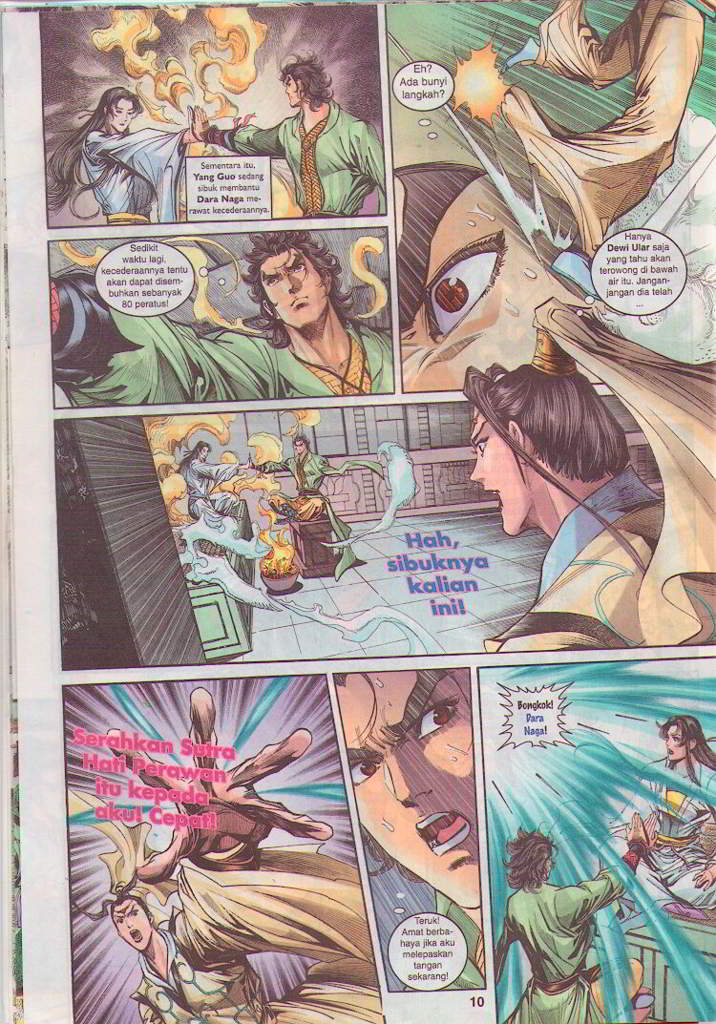 Sementara itu,
Yang Guo sedang
sibuk membantu
Dara Naga me-
rawat kecederaannya.
Eh?
Ada bunyi
langkah?
Sedikit
waktu lagi,
kecederaannya tentu
akan dapat disem-
buhkan sebanyak
80 peratus!
Hanya
Dewi Ular saja
yang tahu akan
terowong di bawah
air itu. Jangan-
jangan dia telah
...
Hah,
sibuknya
kalian
ini!
Serahkan Sutra
Hati Perawan
itu kepada
aku! Cepat!
Teruk!
Amat berba-
haya jika aku
melepaskan
tangan
sekarang!
Bongkok!
Dara
Naga!
10